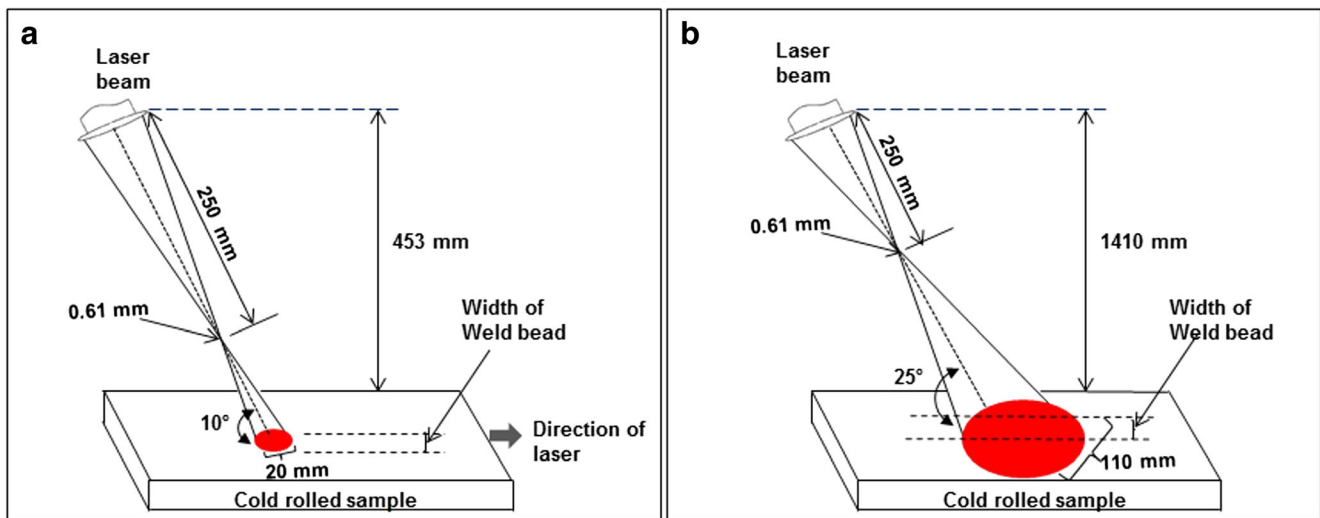 a
Laser
beam
250 mm
453 mm
0.61 mm
Width of
Weld bead
10°
20 mm
Direction of
laser
Cold rolled sample
b
Laser
beam
250 mm
0.61 mm
1410 mm
Width of
Weld bead
25°
110 mm
Cold rolled sample